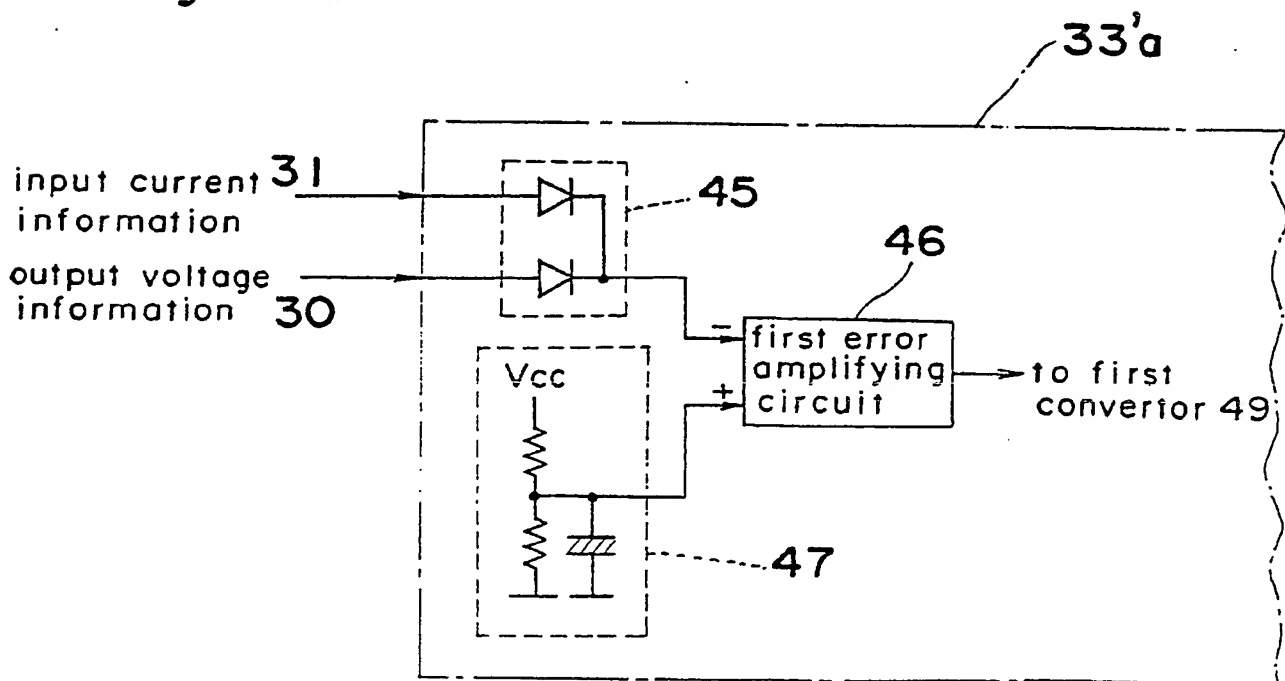 33'a
input current 31
information
45
output voltage
information 30
46
- first error
amplifying
+ circuit
to first
convertor 49
Vcc
47